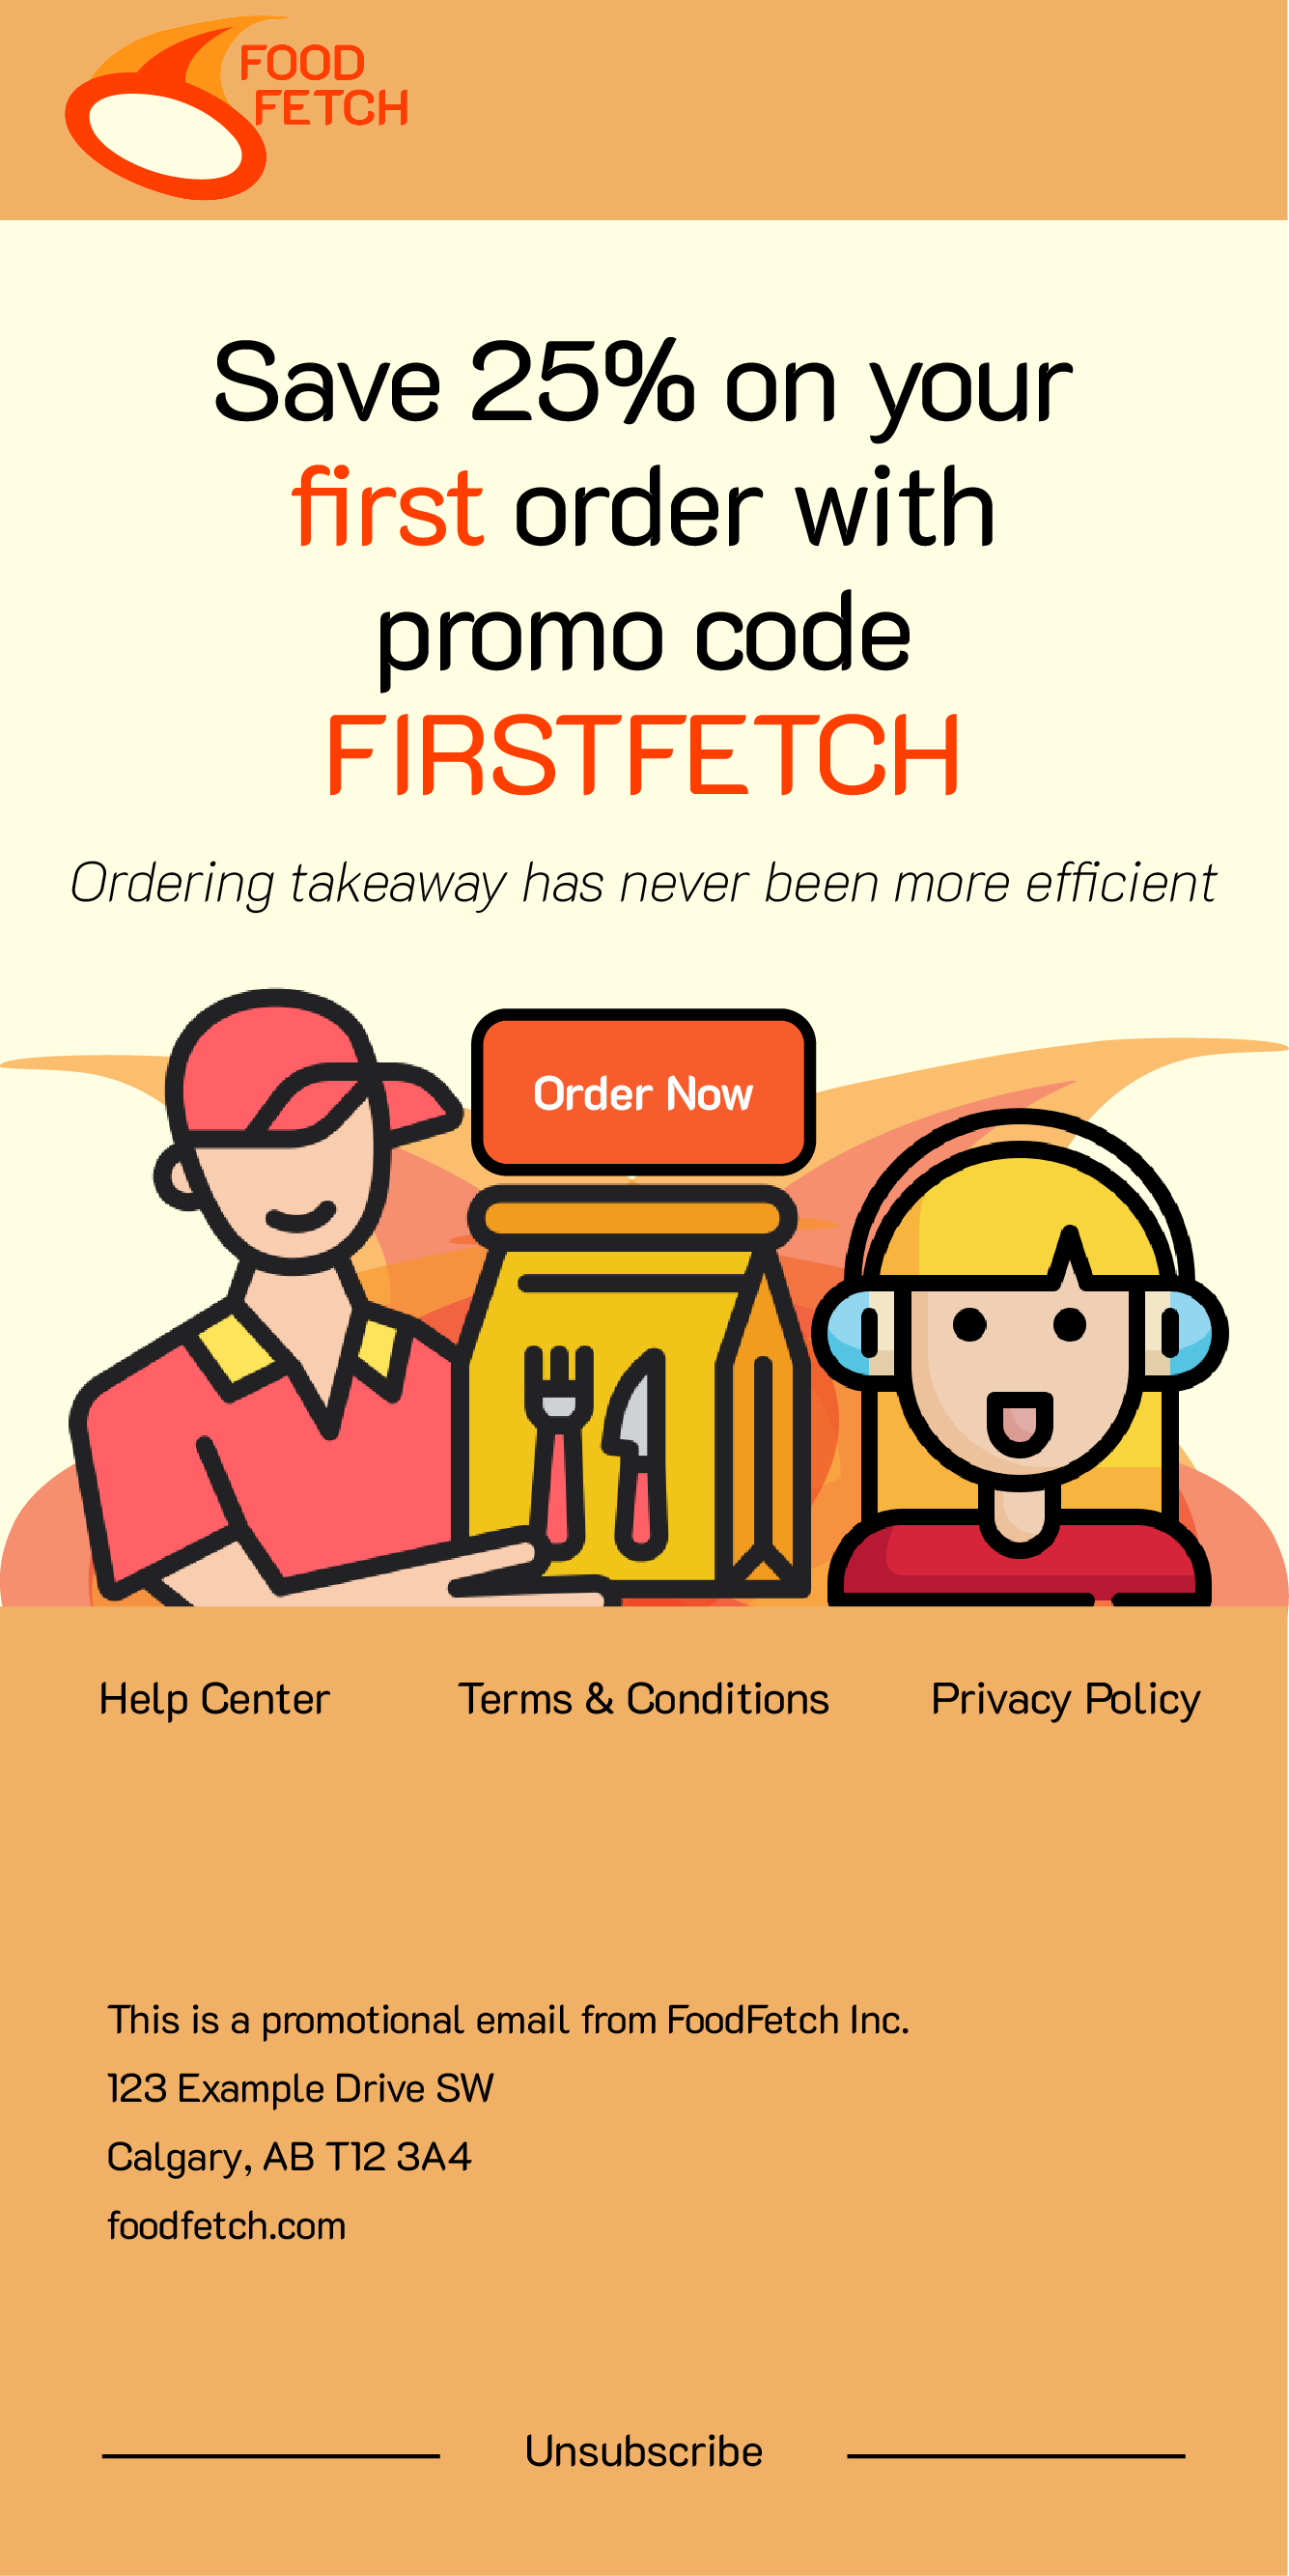 FOOD
FETCH
Save 25% on your
first order with
promo code
FIRSTFETCH
Ordering takeaway has never been more efficient
Order Now
Help Center
Terms & Conditions
Privacy Policy
This is a promotional email from FoodFetch Inc.
123 Example Drive SW
Calgary, AB T12 3A4
foodfetch.com
Unsubscribe